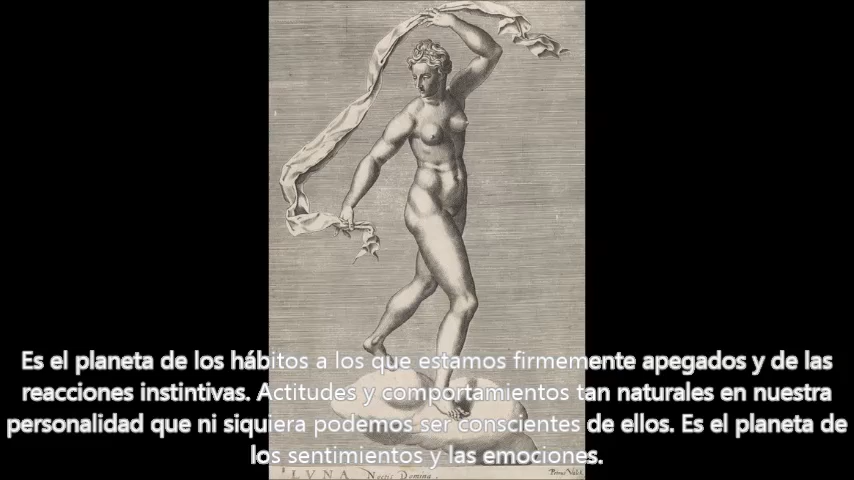 Es el planeta de los hábitos a los que estamos firmemente apegados y de las
reacciones instintivas. Actitudes y comportamientos tan naturales en nuestra
personalidad que ni siquiera podemos ser conscientes de ellos. Es el planeta de
los sentimientos y las emociones.
LVNA Noctis Domina.